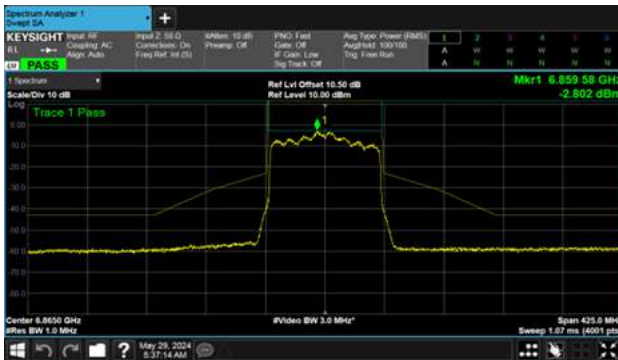 Spectrum Analyzer 1
Swept SA
KEYSIGHT Input: RF Input Z: 50 Ω #Atten: 10 dB PNO: Fast Avg Type: Power (RMS) 1 2 3 4 5 6
RL Coupling: AC Corrections: On Preamp: Off Gate: Off Avg|Hold: 100/100 A W W W W W
Align: Auto Freq Ref: Int (S) IF Gain: Low Trig: Free Run
Sig Track: Off A N N N N N
PASS
1 Spectrum
Ref Lvl Offset 10.50 dB Mkr1 6.859 58 GHz
Scale/Div 10 dB Ref Level 10.00 dBm -2.802 dBm
Log
Trace 1 Pass
1
0.00
-10.0
-20.0
-30.0
-40.0
-50.0
-60.0
-70.0
-80.0
Center 6.8650 GHz #Video BW 3.0 MHz* Span 425.0 MH
#Res BW 1.0 MHz Sweep 1.07 ms (4001 pts
May 29, 2024
5:37:14 AM